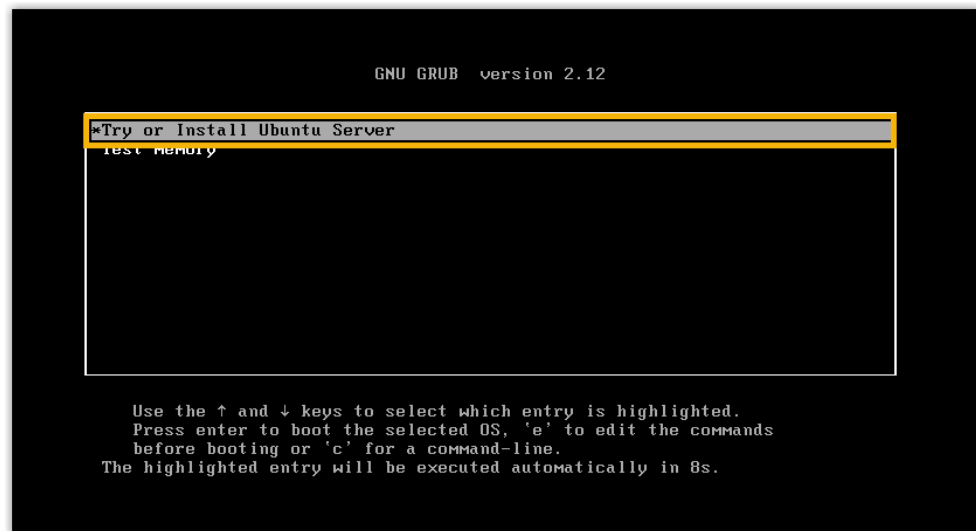 GNU GRUB  version 2.12
*Try or Install Ubuntu Server
Test Memory
Use the ↑ and ↓ keys to select which entry is highlighted.
Press enter to boot the selected OS, `e' to edit the commands
before booting or `c' for a command-line.
The highlighted entry will be executed automatically in 8s.